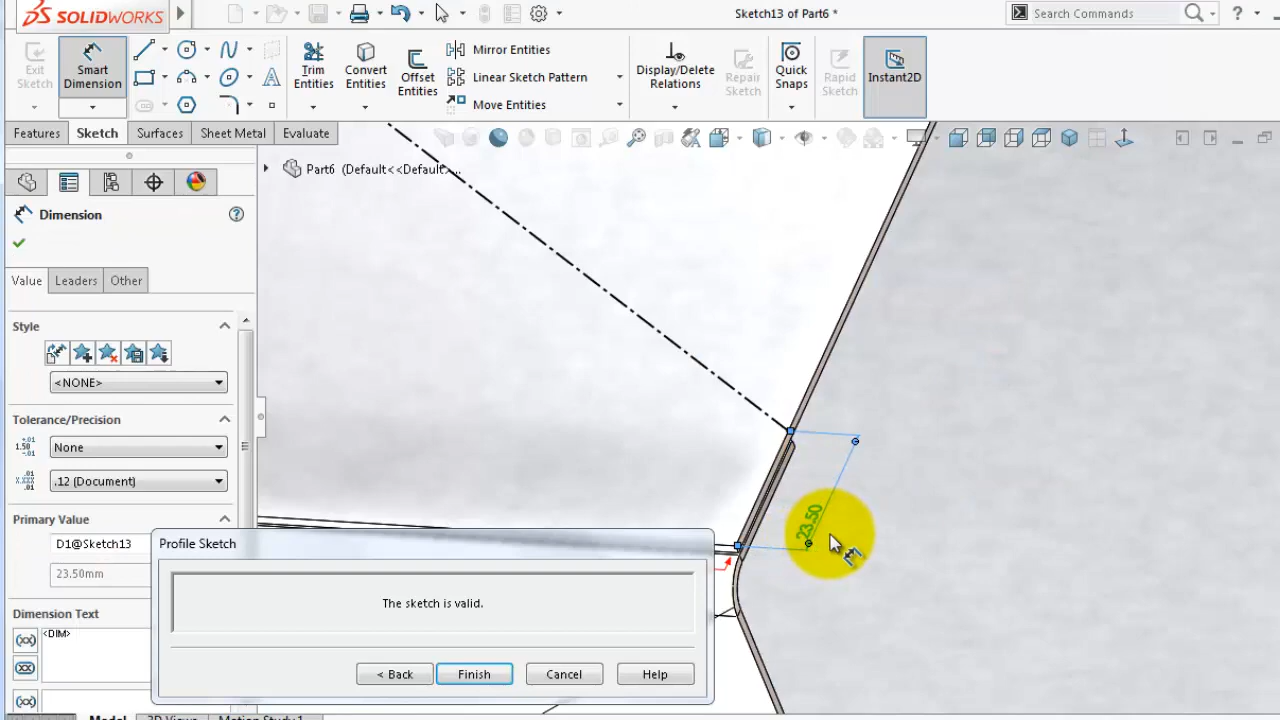 SOLIDWORKS
Sketch13 of Part6 *
Search Commands
?
Exit Sketch
Smart Dimension
Trim Entities
Convert Entities
Offset Entities
Mirror Entities
Linear Sketch Pattern
Move Entities
Display/Delete Relations
Repair Sketch
Quick Snaps
Rapid Sketch
Instant2D
Features
Sketch
Surfaces
Sheet Metal
Evaluate
Part6 (Default<<Default>...
Dimension
Value
Leaders
Other
Style
<NONE>
Tolerance/Precision
None
.12 (Document)
Primary Value
D1@Sketch13
23.50mm
Dimension Text
<DIM>
23.50
Profile Sketch
The sketch is valid.
< Back
Finish
Cancel
Help
Model
3D Views
Motion Study 1